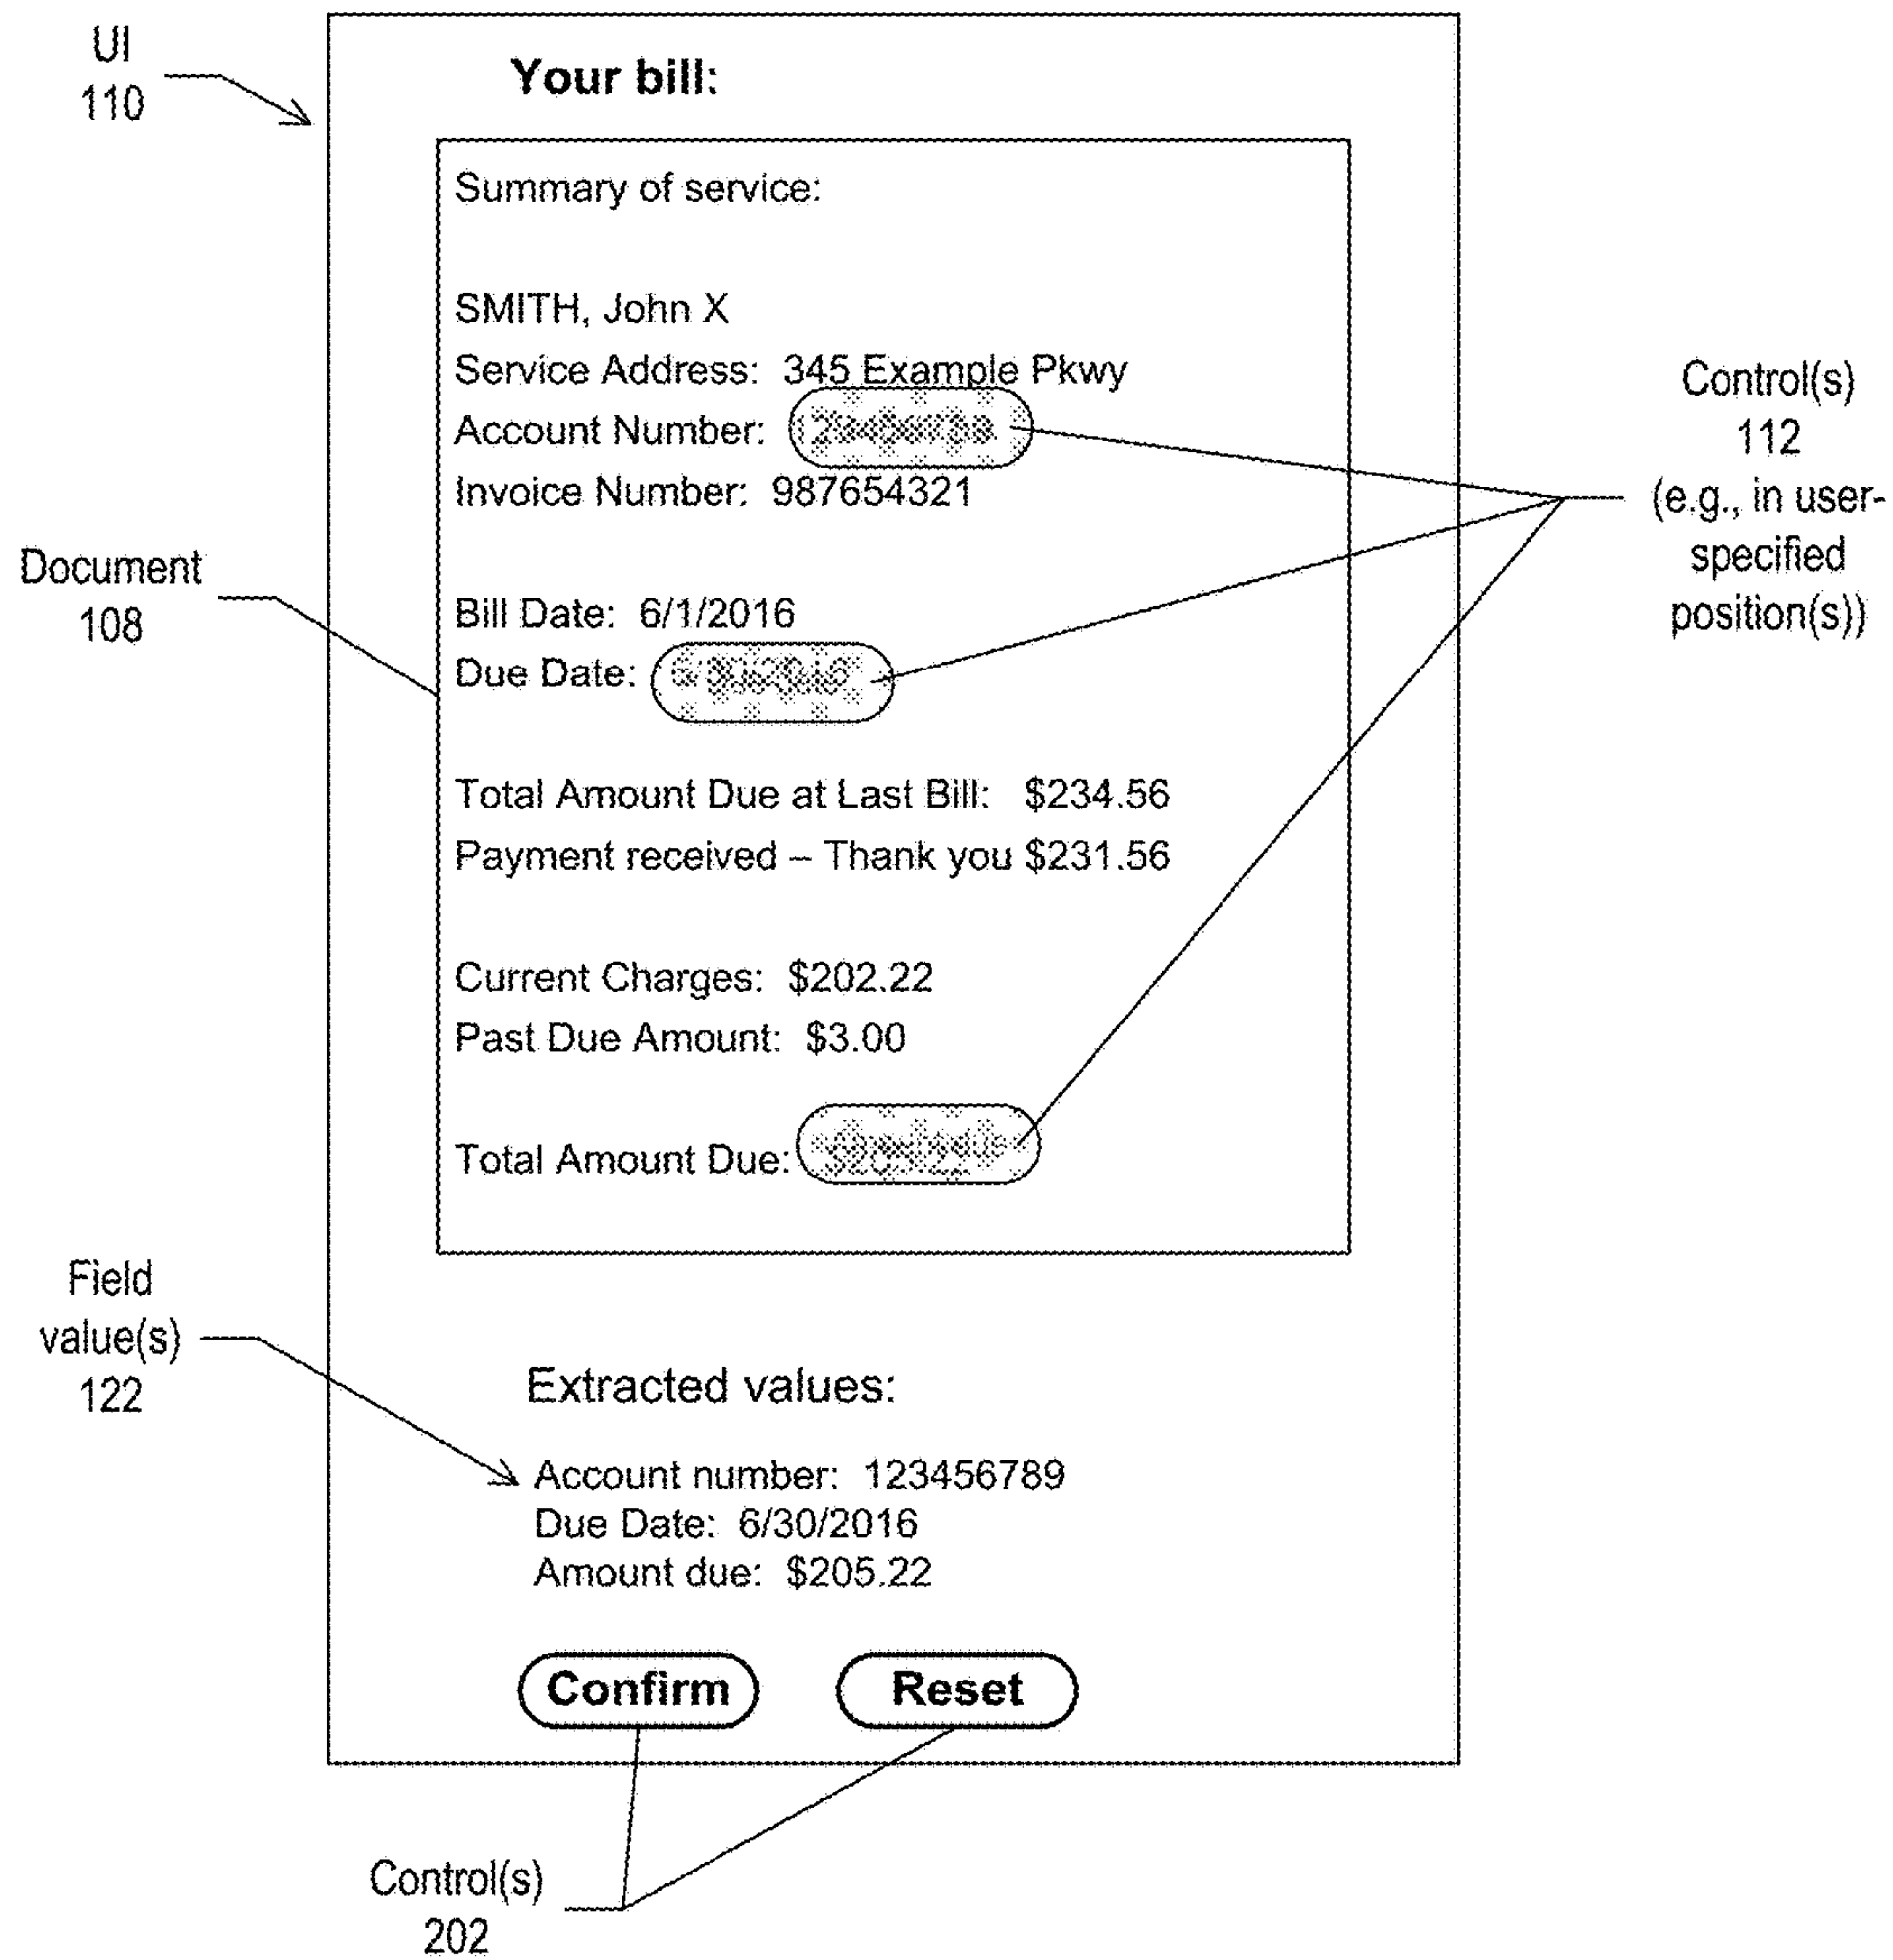 UI
110
Your bill:
Summary of service:
SMITH, John X
Service Address: 345 Example Pkwy
Account Number:
Invoice Number: 987654321
Control(s)
112
(e.g., in user-
specified
position(s))
Document
108
Bill Date: 6/1/2016
Due Date:
Total Amount Due at Last Bill: $234.56
Payment received – Thank you $231.56
Current Charges: $202.22
Past Due Amount: $3.00
Total Amount Due:
Field
value(s)
122
Extracted values:
Account number: 123456789
Due Date: 6/30/2016
Amount due: $205.22
Confirm Reset
Control(s)
202